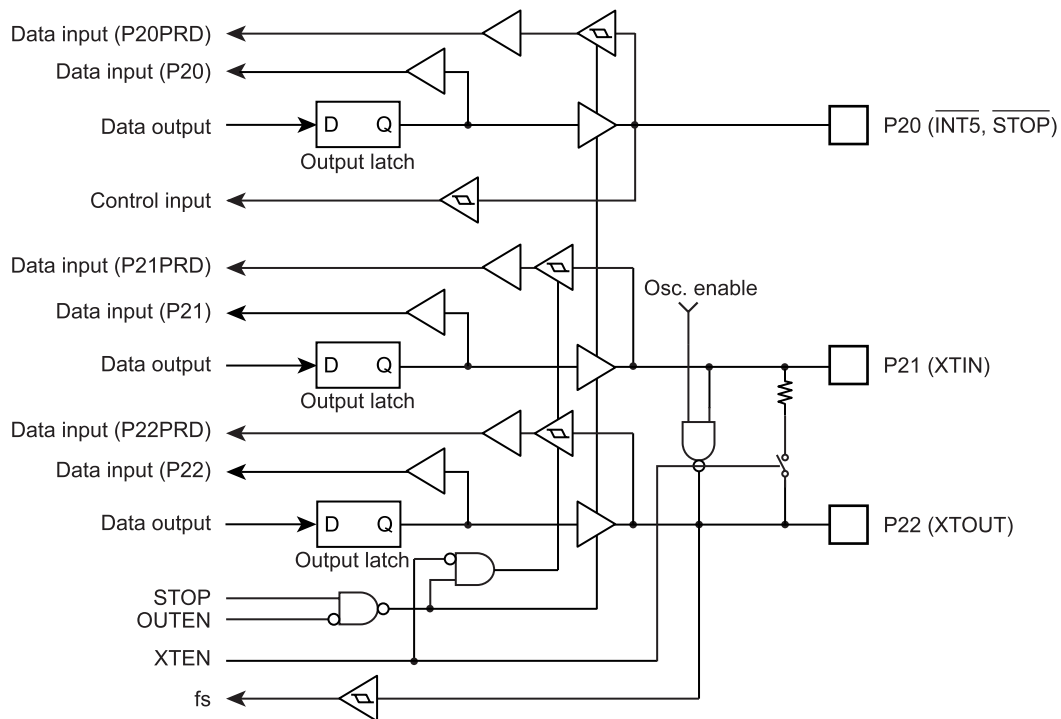 Data input (P20PRD)
Data input (P20)
Data output
D Q
Output latch
P20 (INT5, STOP)
Control input
Data input (P21PRD)
Osc. enable
Data input (P21)
Data output
D Q
Output latch
P21 (XTIN)
Data input (P22PRD)
Data input (P22)
Data output
D Q
Output latch
P22 (XTOUT)
STOP
OUTEN
XTEN
fs